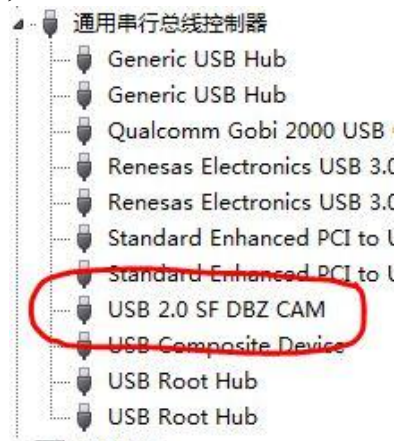 通用串行总线控制器
Generic USB Hub
Generic USB Hub
Qualcomm Gobi 2000 USB
Renesas Electronics USB 3.0
Renesas Electronics USB 3.0
Standard Enhanced PCI to U
Standard Enhanced PCI to U
USB 2.0 SF DBZ CAM
USB Composite Device
USB Root Hub
USB Root Hub